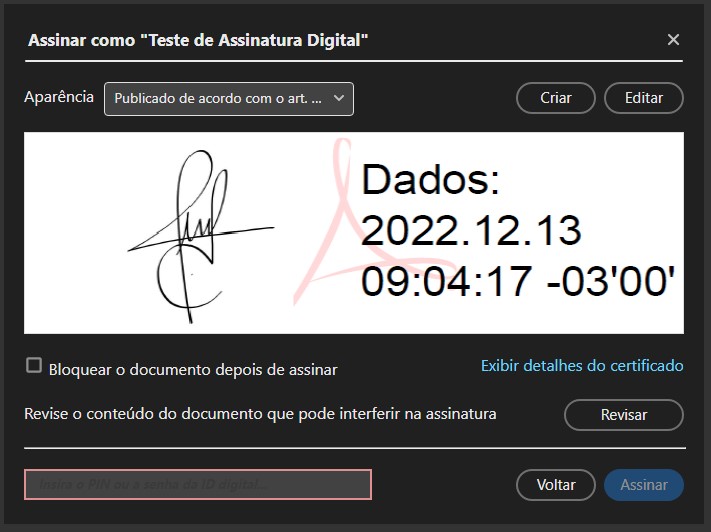 Assinar como "Teste de Assinatura Digital"
Aparência
Publicado de acordo com o art. ...
Criar
Editar
Dados:
2022.12.13
09:04:17 -03'00'
Bloquear o documento depois de assinar
Exibir detalhes do certificado
Revise o conteúdo do documento que pode interferir na assinatura
Revisar
Insira o PIN ou a senha da ID digital...
Voltar
Assinar